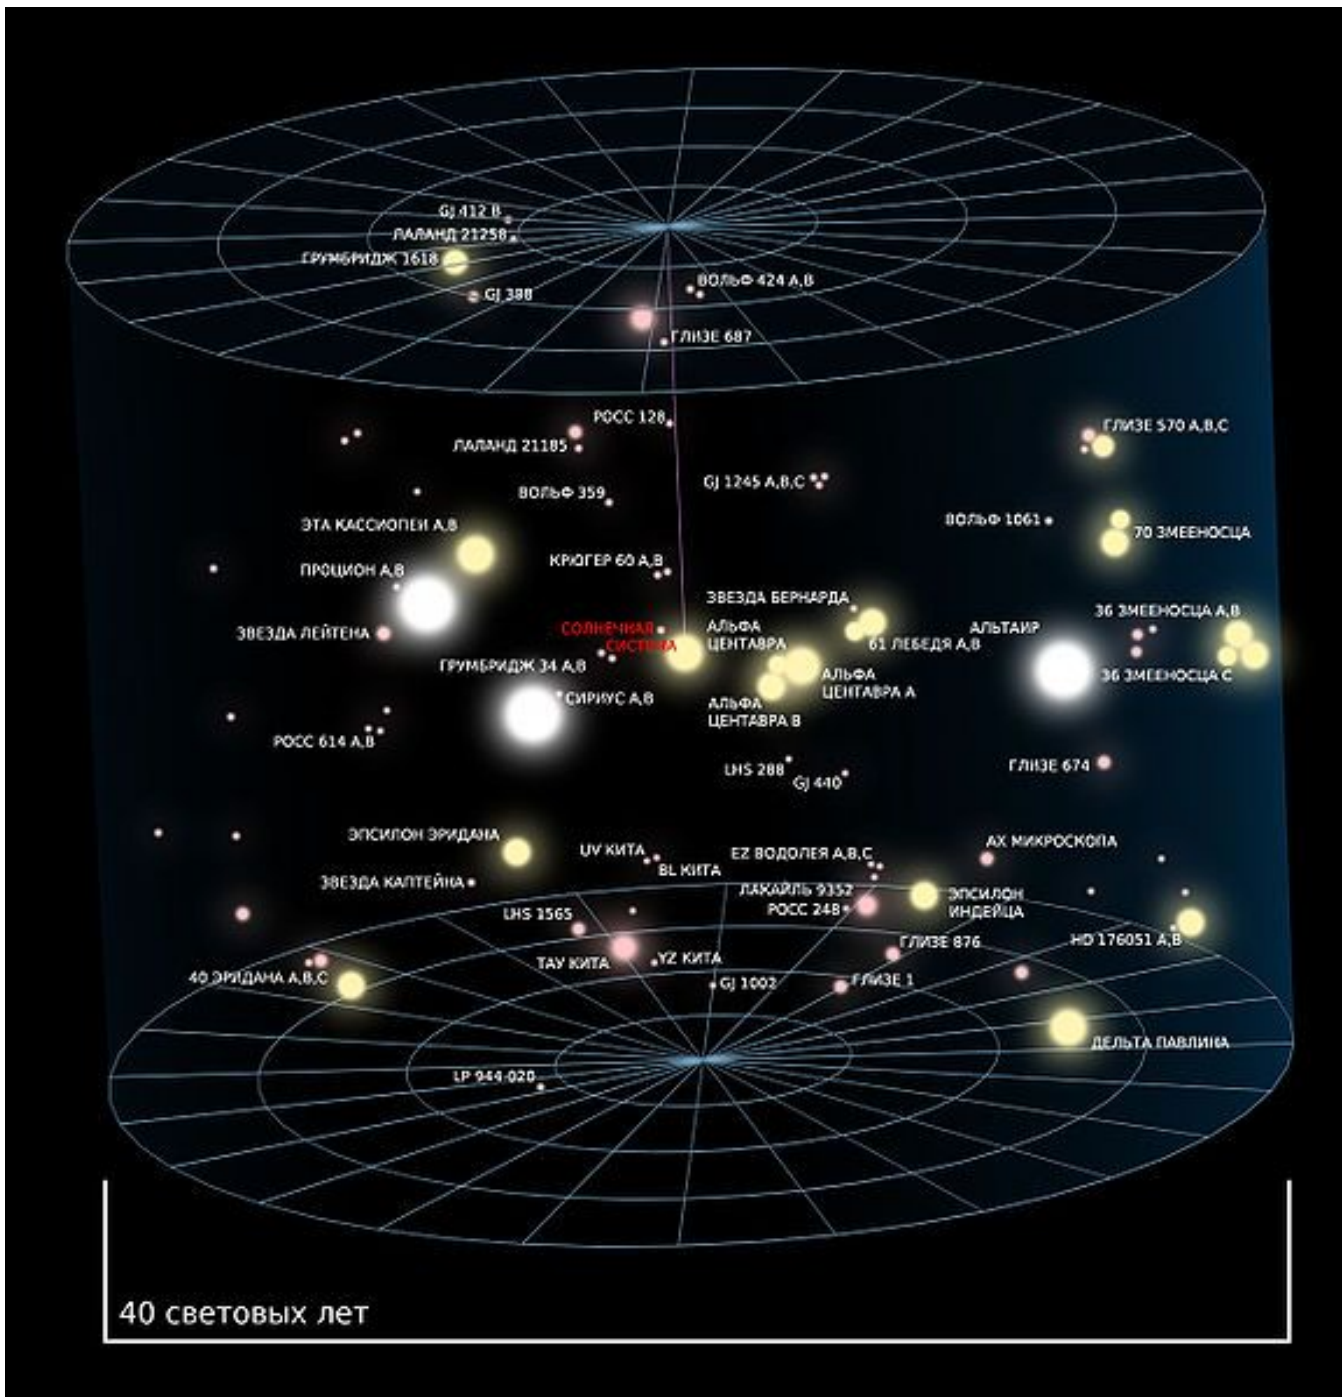 GJ 412 B
ЛАЛАНД 21258
ГРУМБРИДЖ 1618
GJ 388
ВОЛЬФ 424 A,B
ГЛИЗЕ 687
РОСС 128
ЛАЛАНД 21185
ГЛИЗЕ 570 A,B,C
GJ 1245 A,B,C
ВОЛЬФ 359
ВОЛЬФ 1061
ЭТА КАССИОПЕИ A,B
70 ЗМЕЕНОСЦА
КРЮГЕР 60 A,B
ПРОЦИОН A,B
ЗВЕЗДА БЕРНАРДА
36 ЗМЕЕНОСЦА A,B
ЗВЕЗДА ЛЕЙТЕНА
СОЛНЕЧНАЯ
СИСТЕМА
АЛЬФА
ЦЕНТАВРА
61 ЛЕБЕДЯ A,B
АЛЬТАИР
ГРУМБРИДЖ 34 A,B
АЛЬФА
ЦЕНТАВРА А
36 ЗМЕЕНОСЦА С
СИРИУС A,B
АЛЬФА
ЦЕНТАВРА В
РОСС 614 A,B
LHS 288
GJ 440
ГЛИЗЕ 674
ЭПСИЛОН ЭРИДАНА
UV КИТА
BL КИТА
EZ ВОДОЛЕЯ A,B,C
AX МИКРОСКОПА
ЗВЕЗДА КАПТЕЙНА
ЛАКАЙЛЬ 9352
РОСС 248
ЭПСИЛОН
ИНДЕЙЦА
LHS 1565
HD 176051 A,B
ГЛИЗЕ 876
ТАУ КИТА
YZ КИТА
40 ЭРИДАНА A,B,C
GJ 1002
ГЛИЗЕ 1
ДЕЛЬТА ПАВЛИНА
LP 944-020
40 световых лет